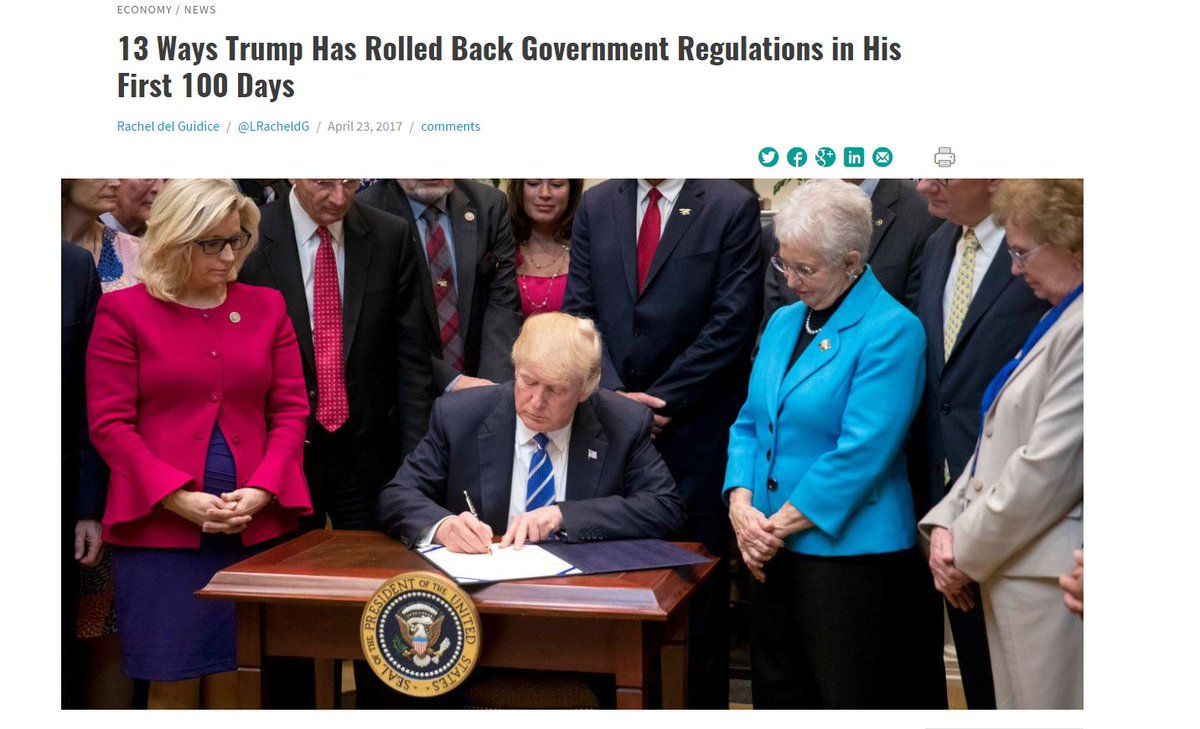 ECONOMY / NEWS
13 Ways Trump Has Rolled Back Government Regulations in His
First 100 Days
Rachel del Guidice / @LRacheldG / April 23, 2017 / comments
SEAL OF THE PRESIDENT OF THE UNITED STATES